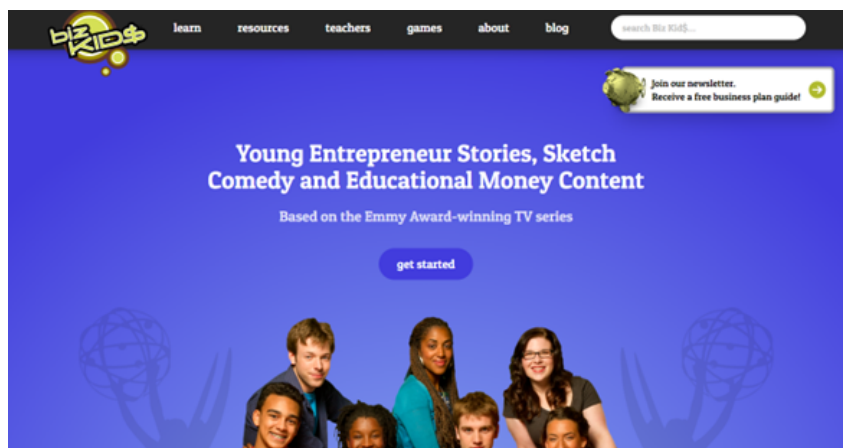 biz
KID$
learn
resources
teachers
games
about
blog
search Biz Kid$...
Join our newsletter.
Receive a free business plan guide!
Young Entrepreneur Stories, Sketch
Comedy and Educational Money Content
Based on the Emmy Award-winning TV series
get started